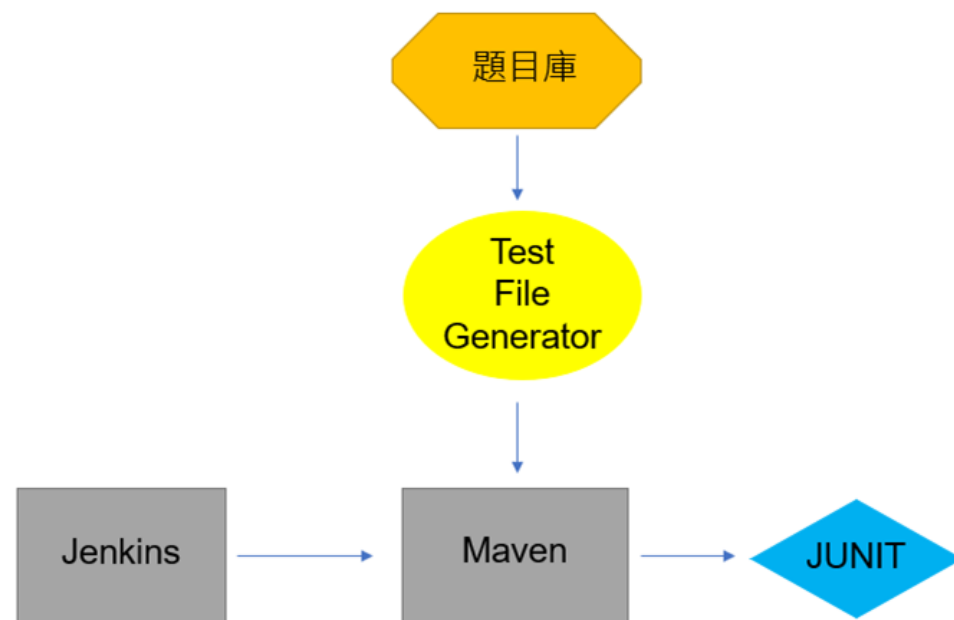 題目庫
Test
File
Generator
Jenkins
Maven
JUNIT